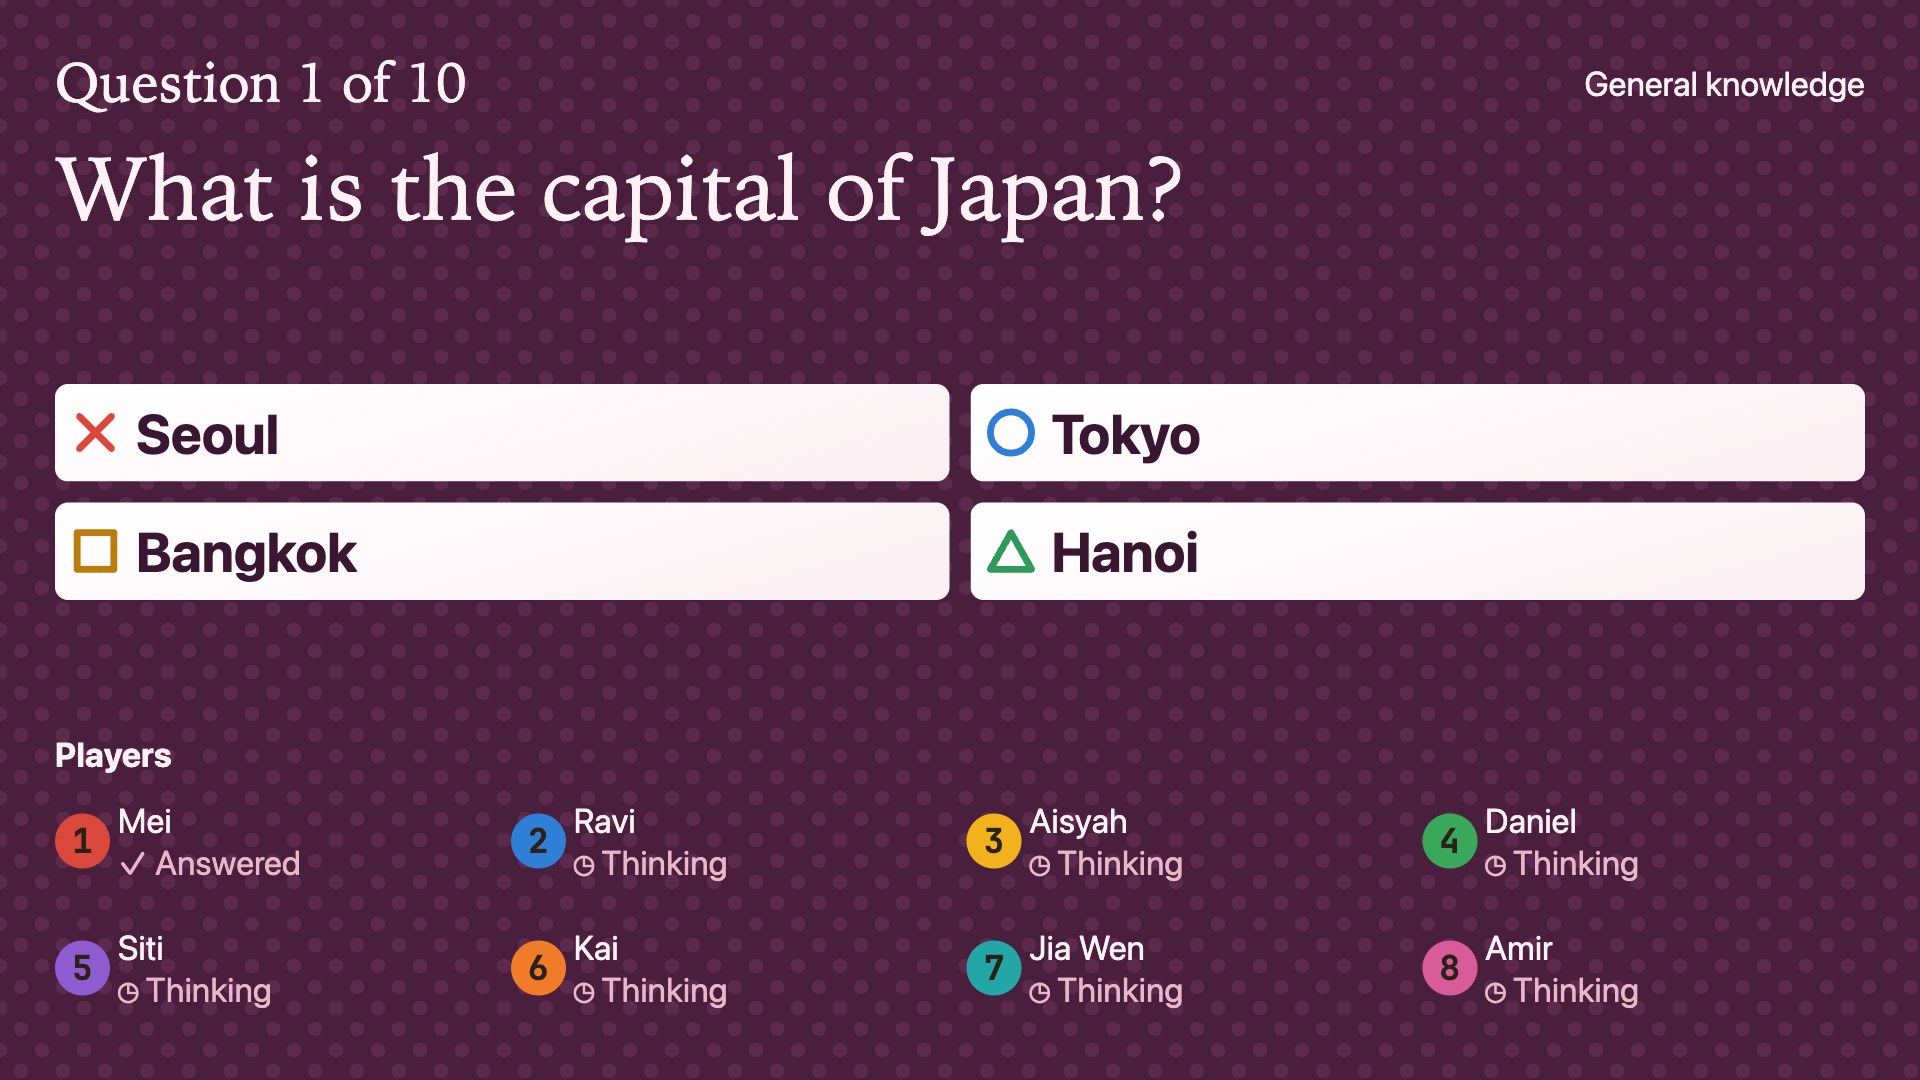 Question 1 of 10
General knowledge
What is the capital of Japan?
Seoul
Tokyo
Bangkok
Hanoi
Players
1 Mei
Answered
2 Ravi
Thinking
3 Aisyah
Thinking
4 Daniel
Thinking
5 Siti
Thinking
6 Kai
Thinking
7 Jia Wen
Thinking
8 Amir
Thinking